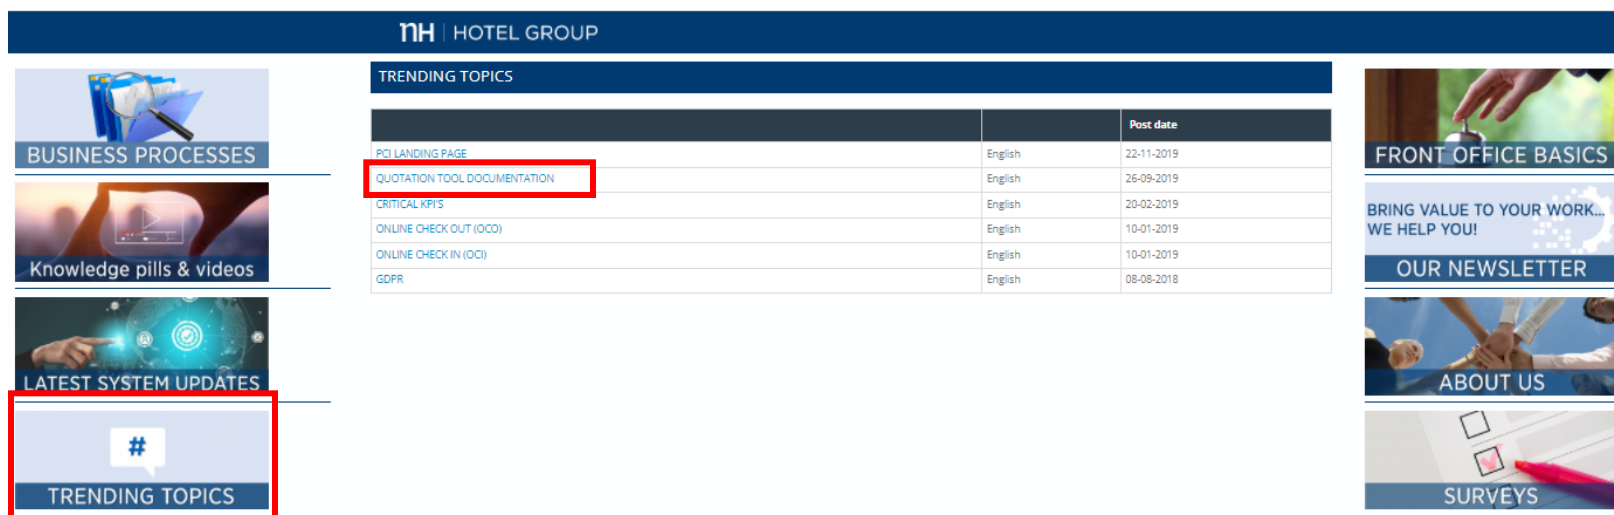 nH | HOTEL GROUP
BUSINESS PROCESSES
Knowledge pills & videos
LATEST SYSTEM UPDATES
#
TRENDING TOPICS
TRENDING TOPICS
Post date
PCI LANDING PAGE English 22-11-2019
QUOTATION TOOL DOCUMENTATION English 26-09-2019
CRITICAL KPI'S English 20-02-2019
ONLINE CHECK OUT (OCO) English 10-01-2019
ONLINE CHECK IN (OCI) English 10-01-2019
GDPR English 08-08-2018
FRONT OFFICE BASICS
BRING VALUE TO YOUR WORK...
WE HELP YOU!
OUR NEWSLETTER
ABOUT US
SURVEYS